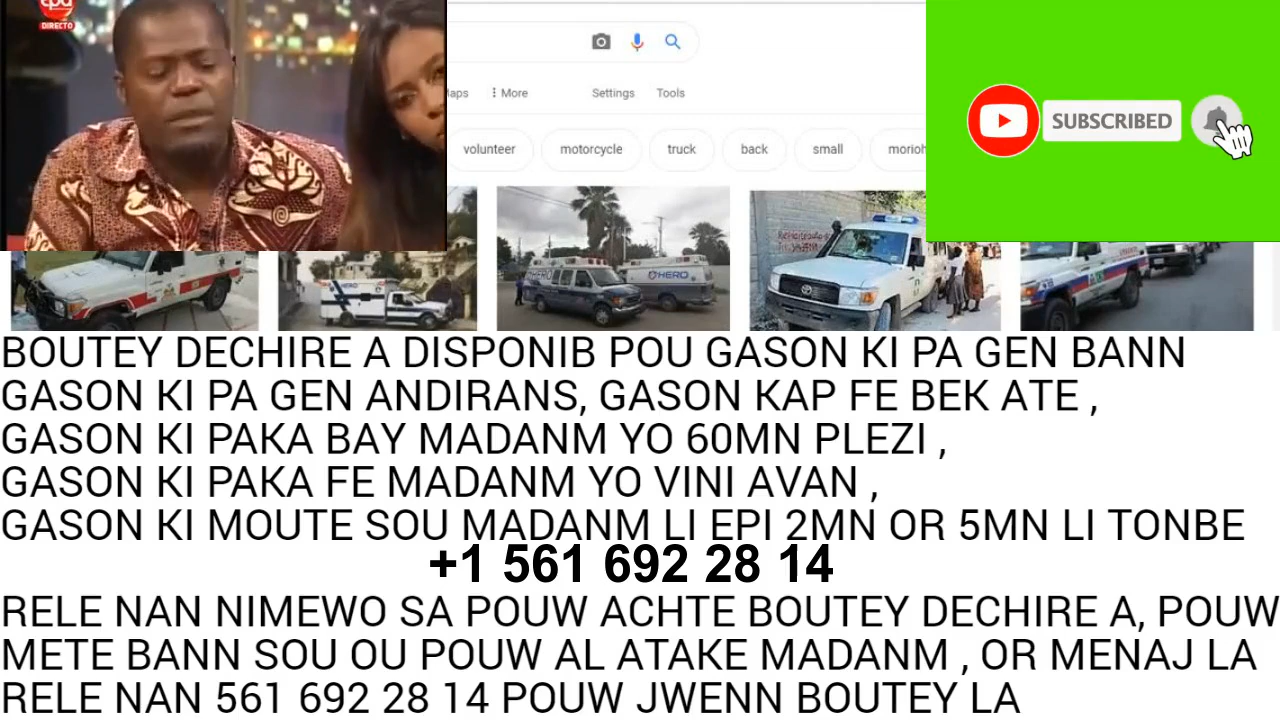 epa
DIRECTO
More
Settings
Tools
SUBSCRIBED
volunteer
motorcycle
truck
back
small
HERO
HERO
BOUTEY DECHIRE A DISPONIB POU GASON KI PA GEN BANN
GASON KI PA GEN ANDIRANS, GASON KAP FE BEK ATE ,
GASON KI PAKA BAY MADANM YO 60MN PLEZI ,
GASON KI PAKA FE MADANM YO VINI AVAN ,
GASON KI MOUTE SOU MADANM LI EPI 2MN OR 5MN LI TONBE
+1 561 692 28 14
RELE NAN NIMEWO SA POUW ACHTE BOUTEY DECHIRE A, POUW
METE BANN SOU OU POUW AL ATAKE MADANM , OR MENAJ LA
RELE NAN 561 692 28 14 POUW JWENN BOUTEY LA